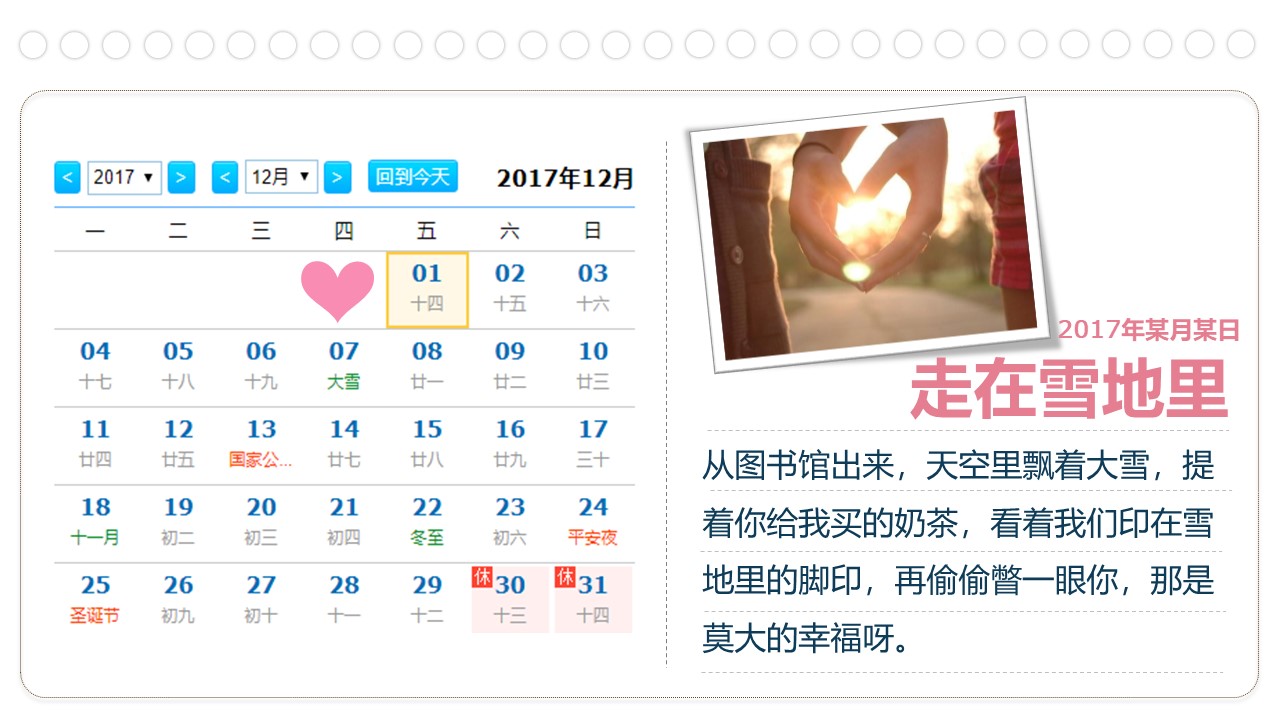 < 2017 ▼ > < 12月 ▼ > 回到今天 2017年12月
一 二 三 四 五 六 日
01 02 03
十四 十五 十六
04 05 06 07 08 09 10
十七 十八 十九 大雪 廿一 廿二 廿三
11 12 13 14 15 16 17
廿四 廿五 国家公... 廿七 廿八 廿九 三十
18 19 20 21 22 23 24
十一月 初二 初三 初四 冬至 初六 平安夜
25 26 27 28 29 休30 休31
圣诞节 初九 初十 十一 十二 十三 十四
2017年某月某日
走在雪地里
从图书馆出来，天空里飘着大雪，提
着你给我买的奶茶，看着我们印在雪
地里的脚印，再偷偷瞥一眼你，那是
莫大的幸福呀。